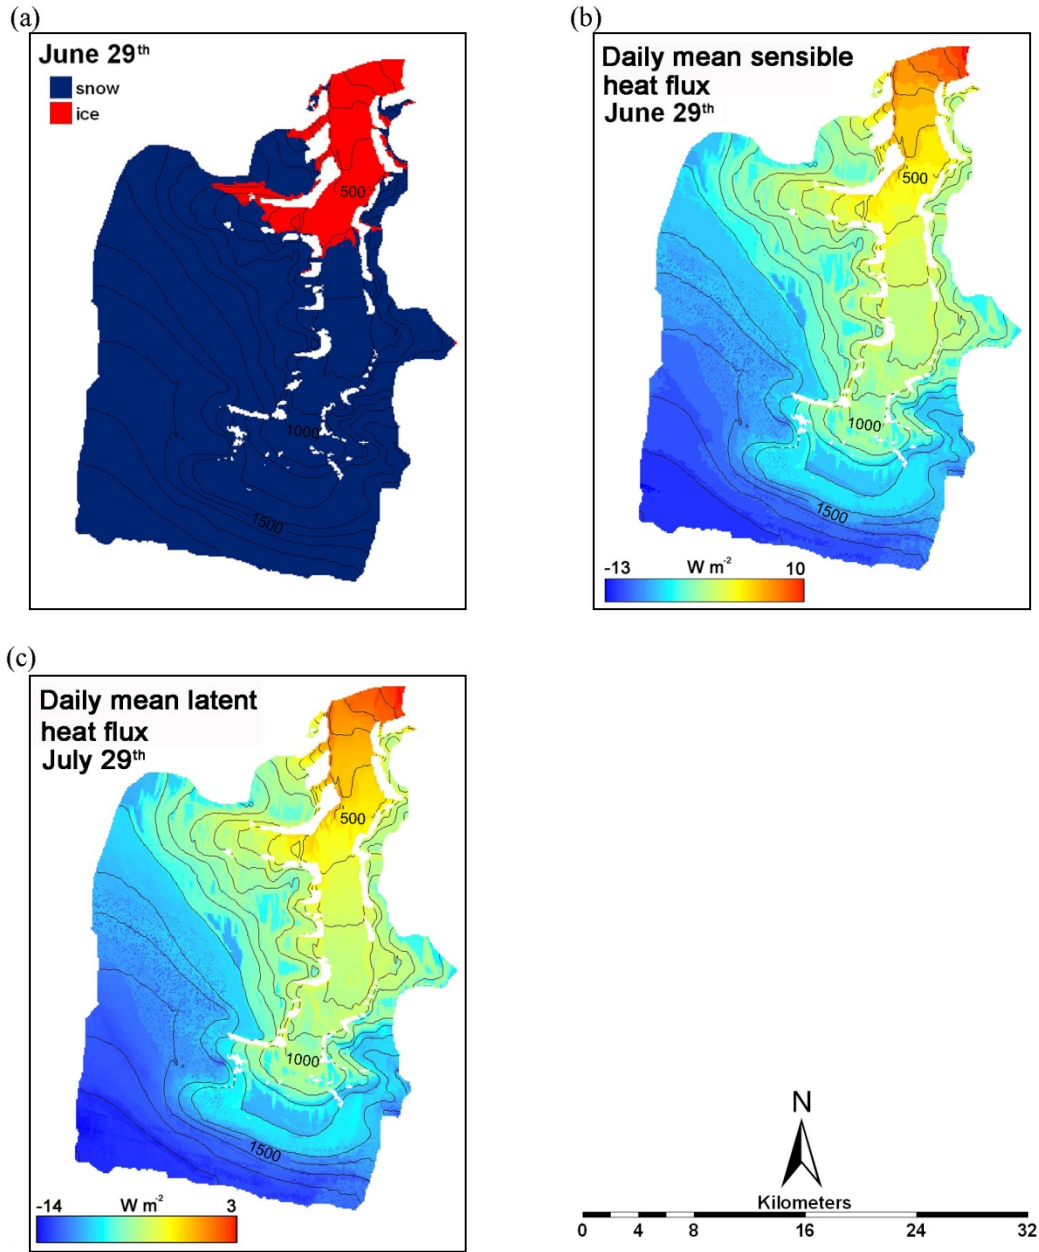 (a)
June 29th
snow
ice
500
1000
1500
(b)
Daily mean sensible
heat flux
June 29th
500
1000
1500
-13 W m-2 10
(c)
Daily mean latent
heat flux
July 29th
500
1000
1500
-14 W m-2 3
N
Kilometers
0 2 4 8 16 24 32